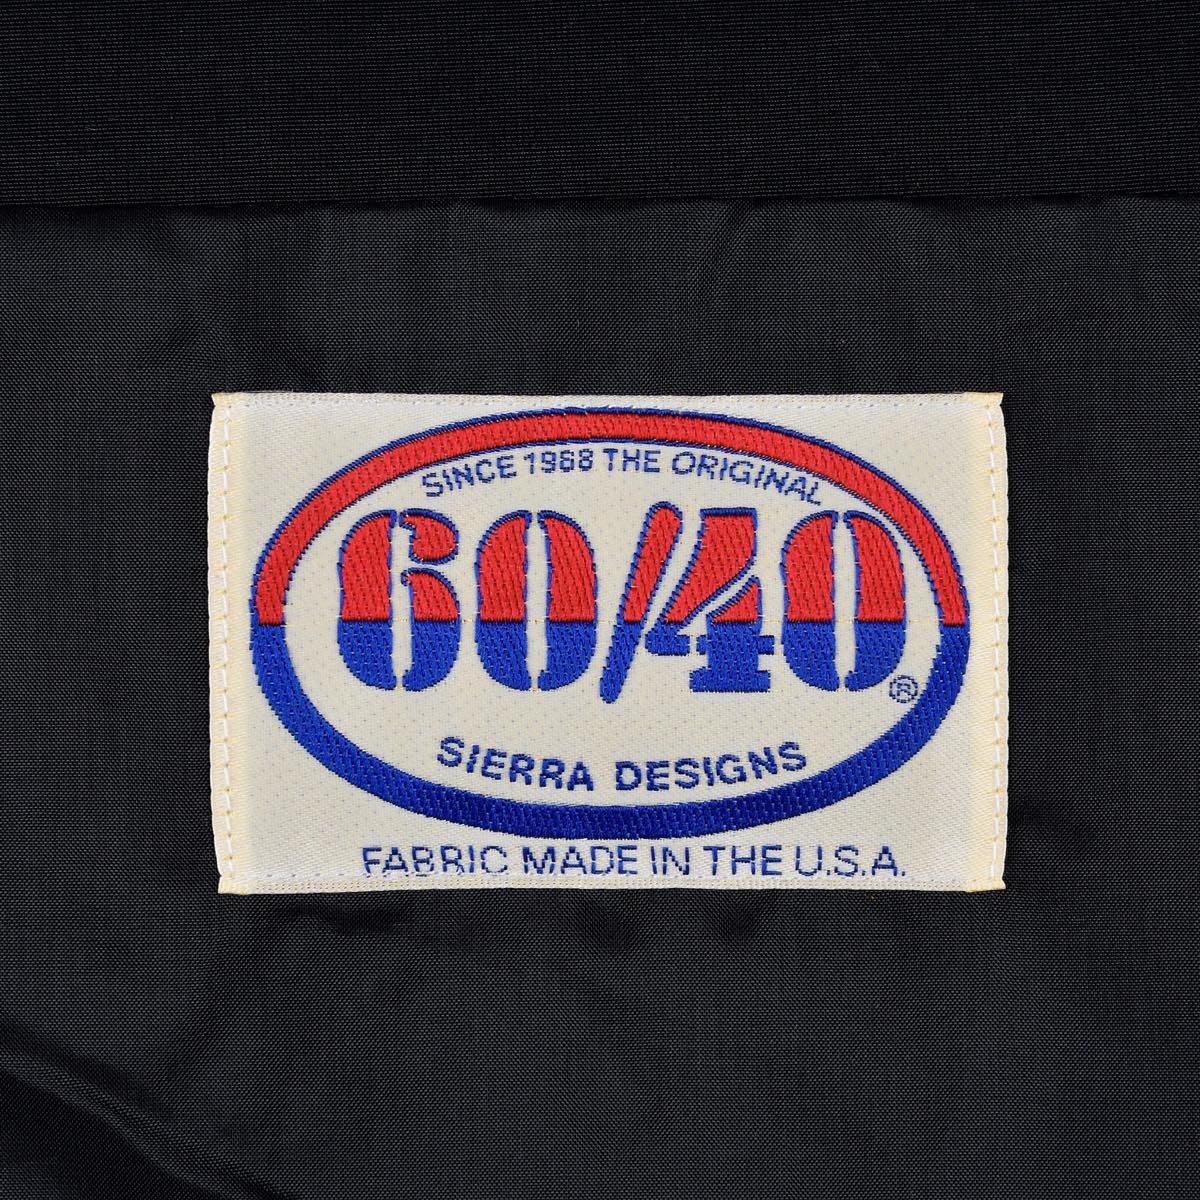 SINCE 1968 THE ORIGINAL
60/40®
SIERRA DESIGNS
FABRIC MADE IN THE U.S.A.